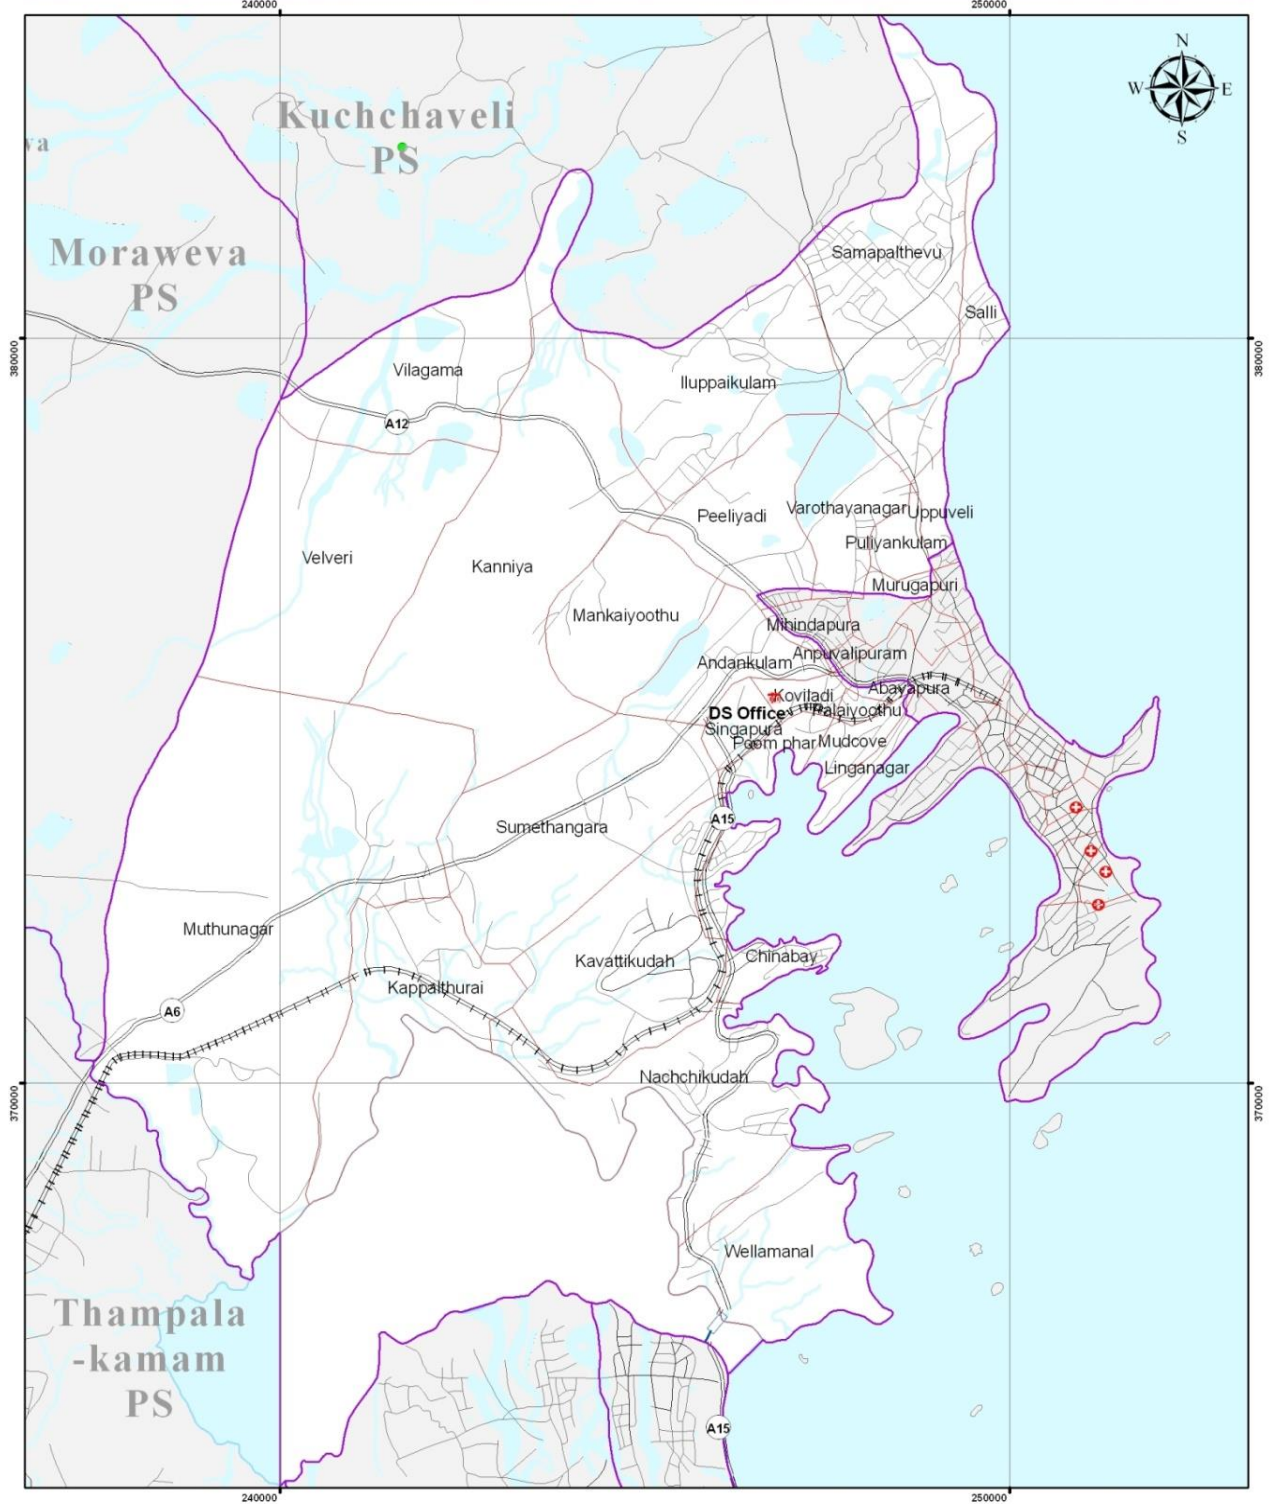 240000
250000
N
W
E
S
Kuchchaveli
PS
va
Moraweva
PS
Samapalthevu
Salli
380000
380000
Vilagama
Iluppaikulam
A12
Peeliyadi
Varothayanagar
Uppuveli
Puliyankulam
Velveri
Kanniya
Murugapuri
Mankaiyoothu
Mihindapura
Anpuvalipuram
Andankulam
Abayapura
Koviladi
Palaiyoothu
DS Office
Singapura
Poom phar
Mudcove
Linganagar
A15
Sumethangara
Muthunagar
Kavattikudah
Chinabay
Kappalthurai
A6
Nachchikudah
370000
370000
Wellamanal
Thampala
-kamam
PS
A15
240000
250000